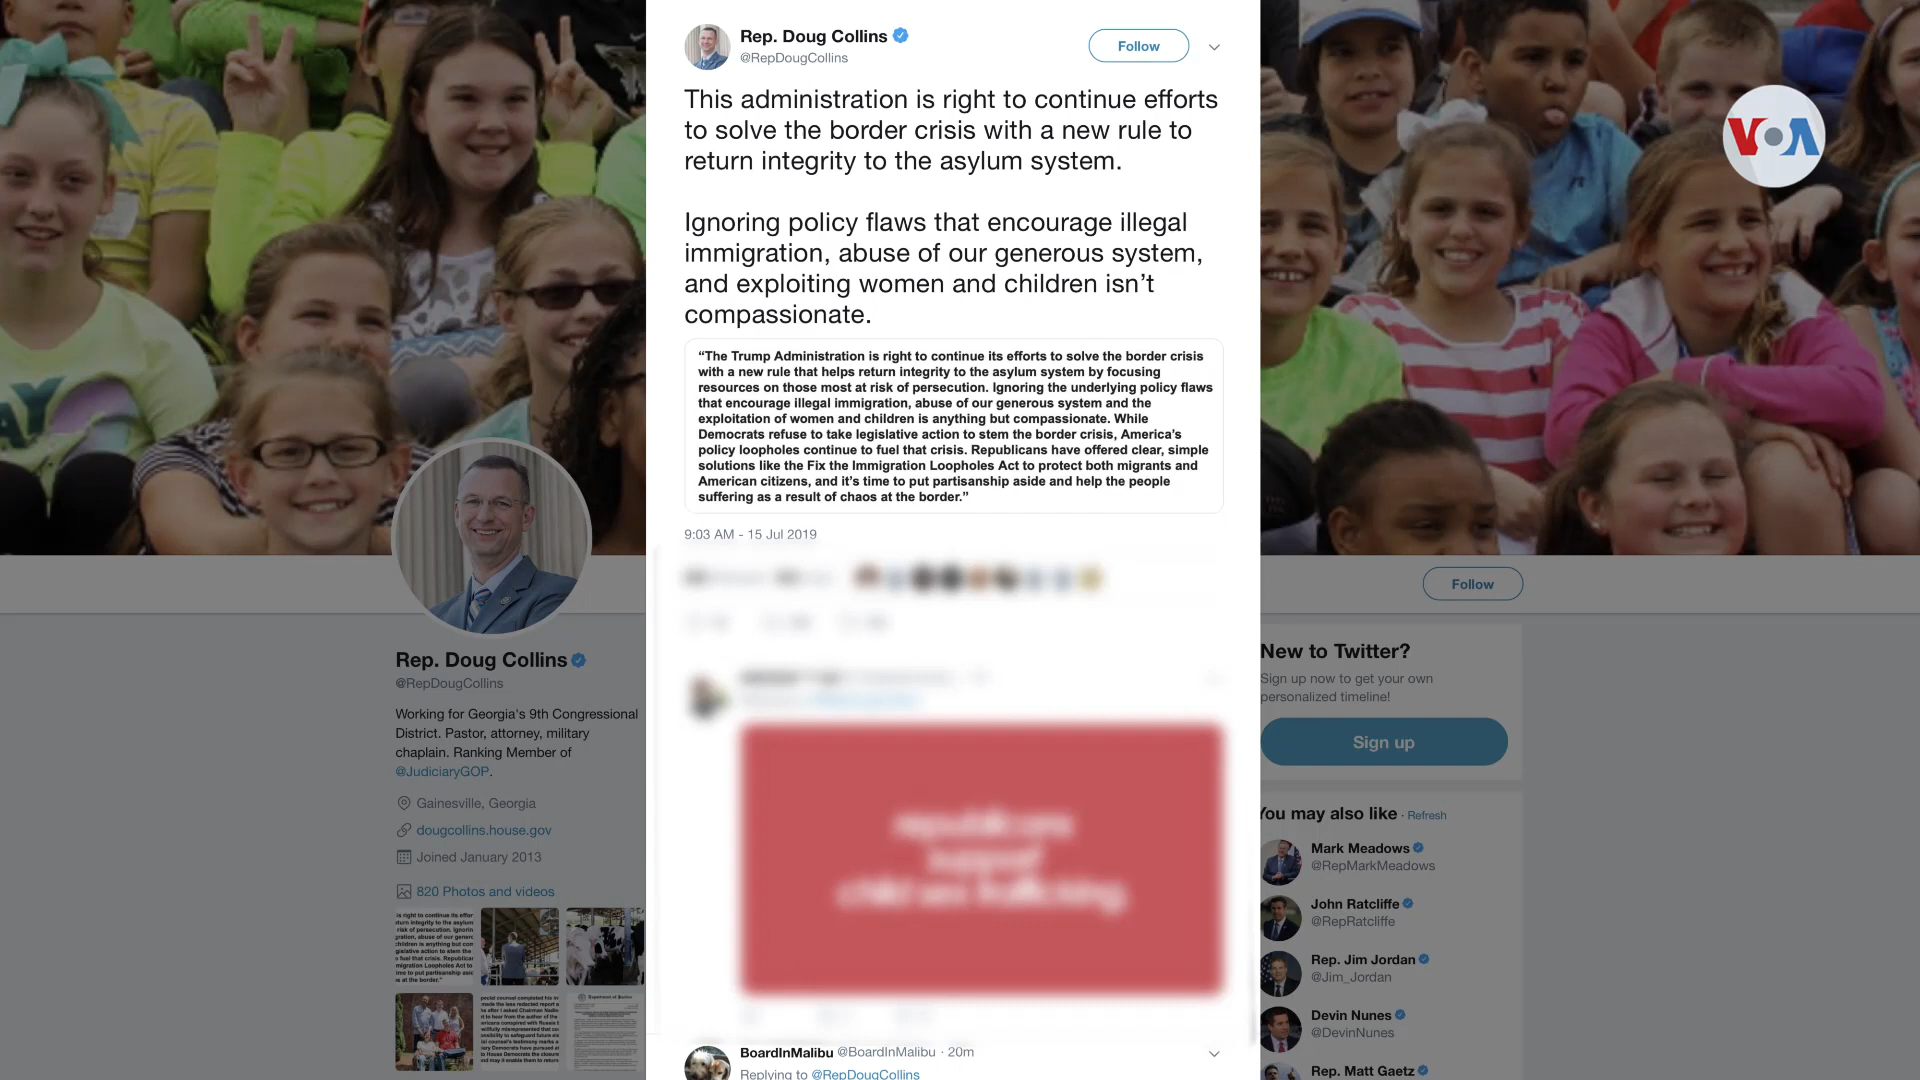 Rep. Doug Collins
@RepDougCollins
Follow
This administration is right to continue efforts
to solve the border crisis with a new rule to
return integrity to the asylum system.
Ignoring policy flaws that encourage illegal
immigration, abuse of our generous system,
and exploiting women and children isn’t
compassionate.
“The Trump Administration is right to continue its efforts to solve the border crisis
with a new rule that helps return integrity to the asylum system by focusing
resources on those most at risk of persecution. Ignoring the underlying policy flaws
that encourage illegal immigration, abuse of our generous system and the
exploitation of women and children is anything but compassionate. While
Democrats refuse to take legislative action to stem the border crisis, America’s
policy loopholes continue to fuel that crisis. Republicans have offered clear, simple
solutions like the Fix the Immigration Loopholes Act to protect both migrants and
American citizens, and it’s time to put partisanship aside and help the people
suffering as a result of chaos at the border.”
9:03 AM - 15 Jul 2019
BoardInMalibu @BoardInMalibu · 20m
Replying to @RepDougCollins
VOA
Rep. Doug Collins
@RepDougCollins
Working for Georgia's 9th Congressional
District. Pastor, attorney, military
chaplain. Ranking Member of
@JudiciaryGOP.
Gainesville, Georgia
dougcollins.house.gov
Joined January 2013
820 Photos and videos
Follow
New to Twitter?
Sign up now to get your own
personalized timeline!
Sign up
You may also like · Refresh
Mark Meadows
@RepMarkMeadows
John Ratcliffe
@RepRatcliffe
Rep. Jim Jordan
@Jim_Jordan
Devin Nunes
@DevinNunes
Rep. Matt Gaetz